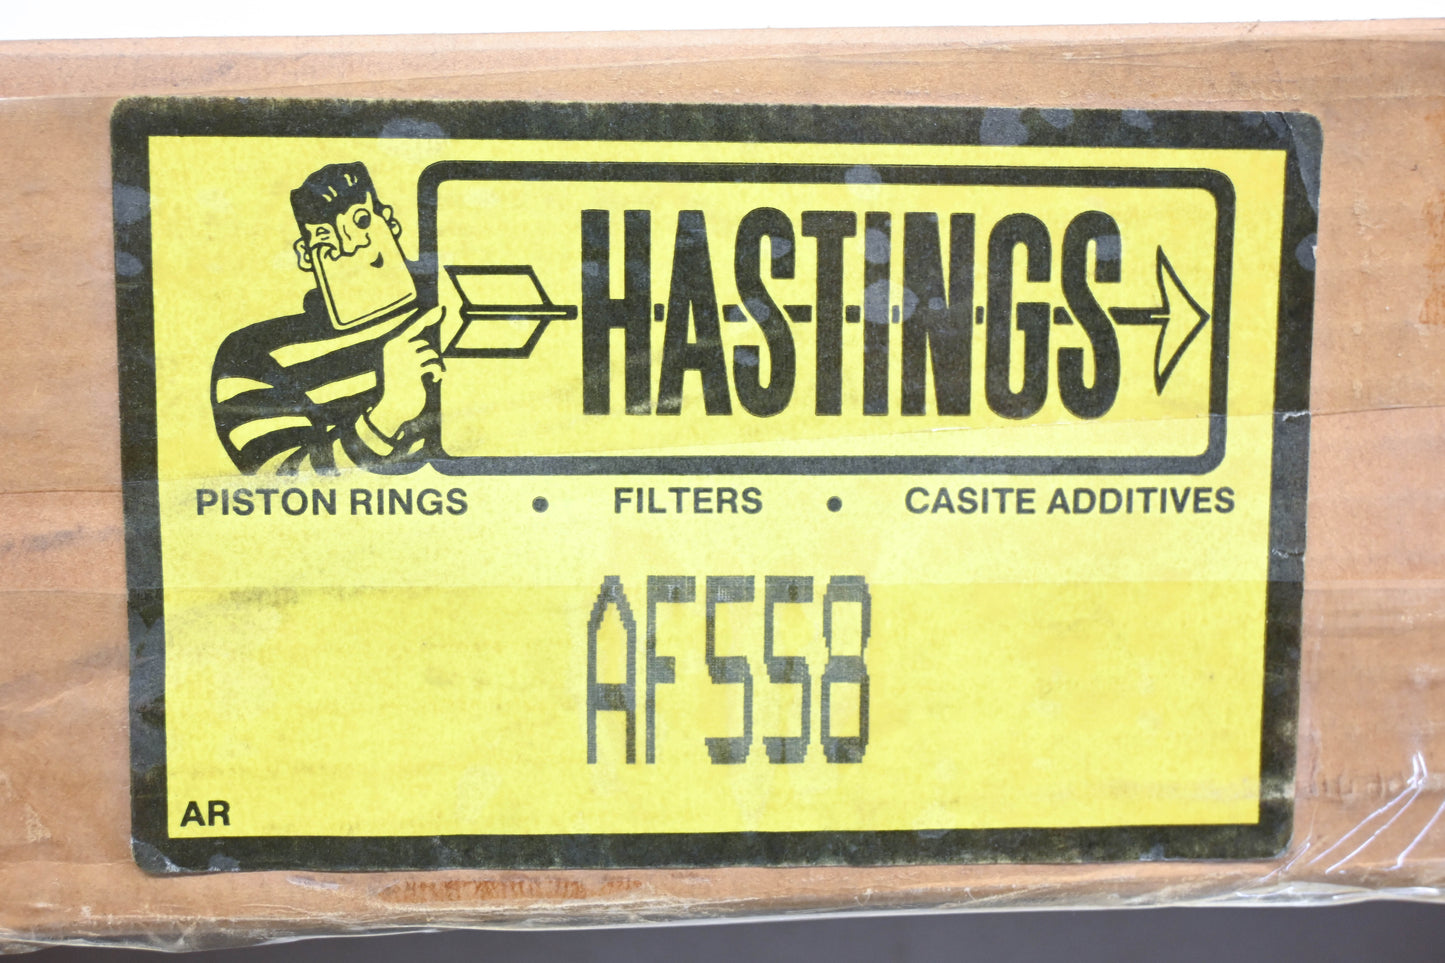 HASTINGS
PISTON RINGS • FILTERS • CASITE ADDITIVES
AF558
AR